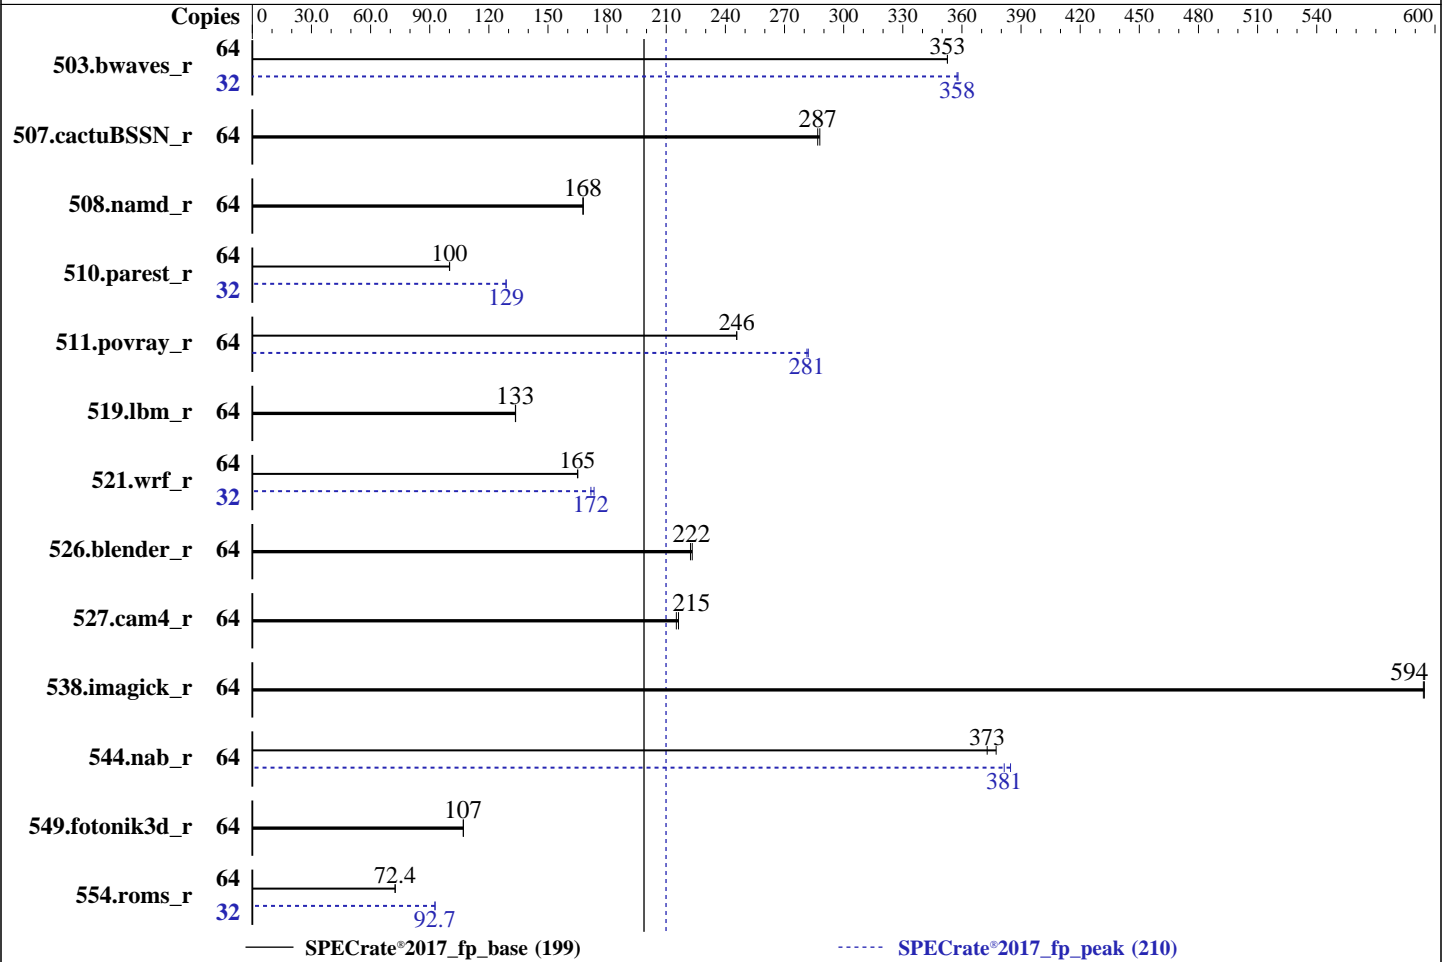 Copies 0 30.0 60.0 90.0 120 150 180 210 240 270 300 330 360 390 420 450 480 510 540 600
503.bwaves_r 64 353
32 358
507.cactuBSSN_r 64 287
508.namd_r 64 168
510.parest_r 64 100
32 129
511.povray_r 64 246
281
519.lbm_r 64 133
521.wrf_r 64 165
32 172
526.blender_r 64 222
527.cam4_r 64 215
538.imagick_r 64 594
544.nab_r 64 373
381
549.fotonik3d_r 64 107
554.roms_r 64 72.4
32 92.7
SPECrate®2017_fp_base (199) SPECrate®2017_fp_peak (210)